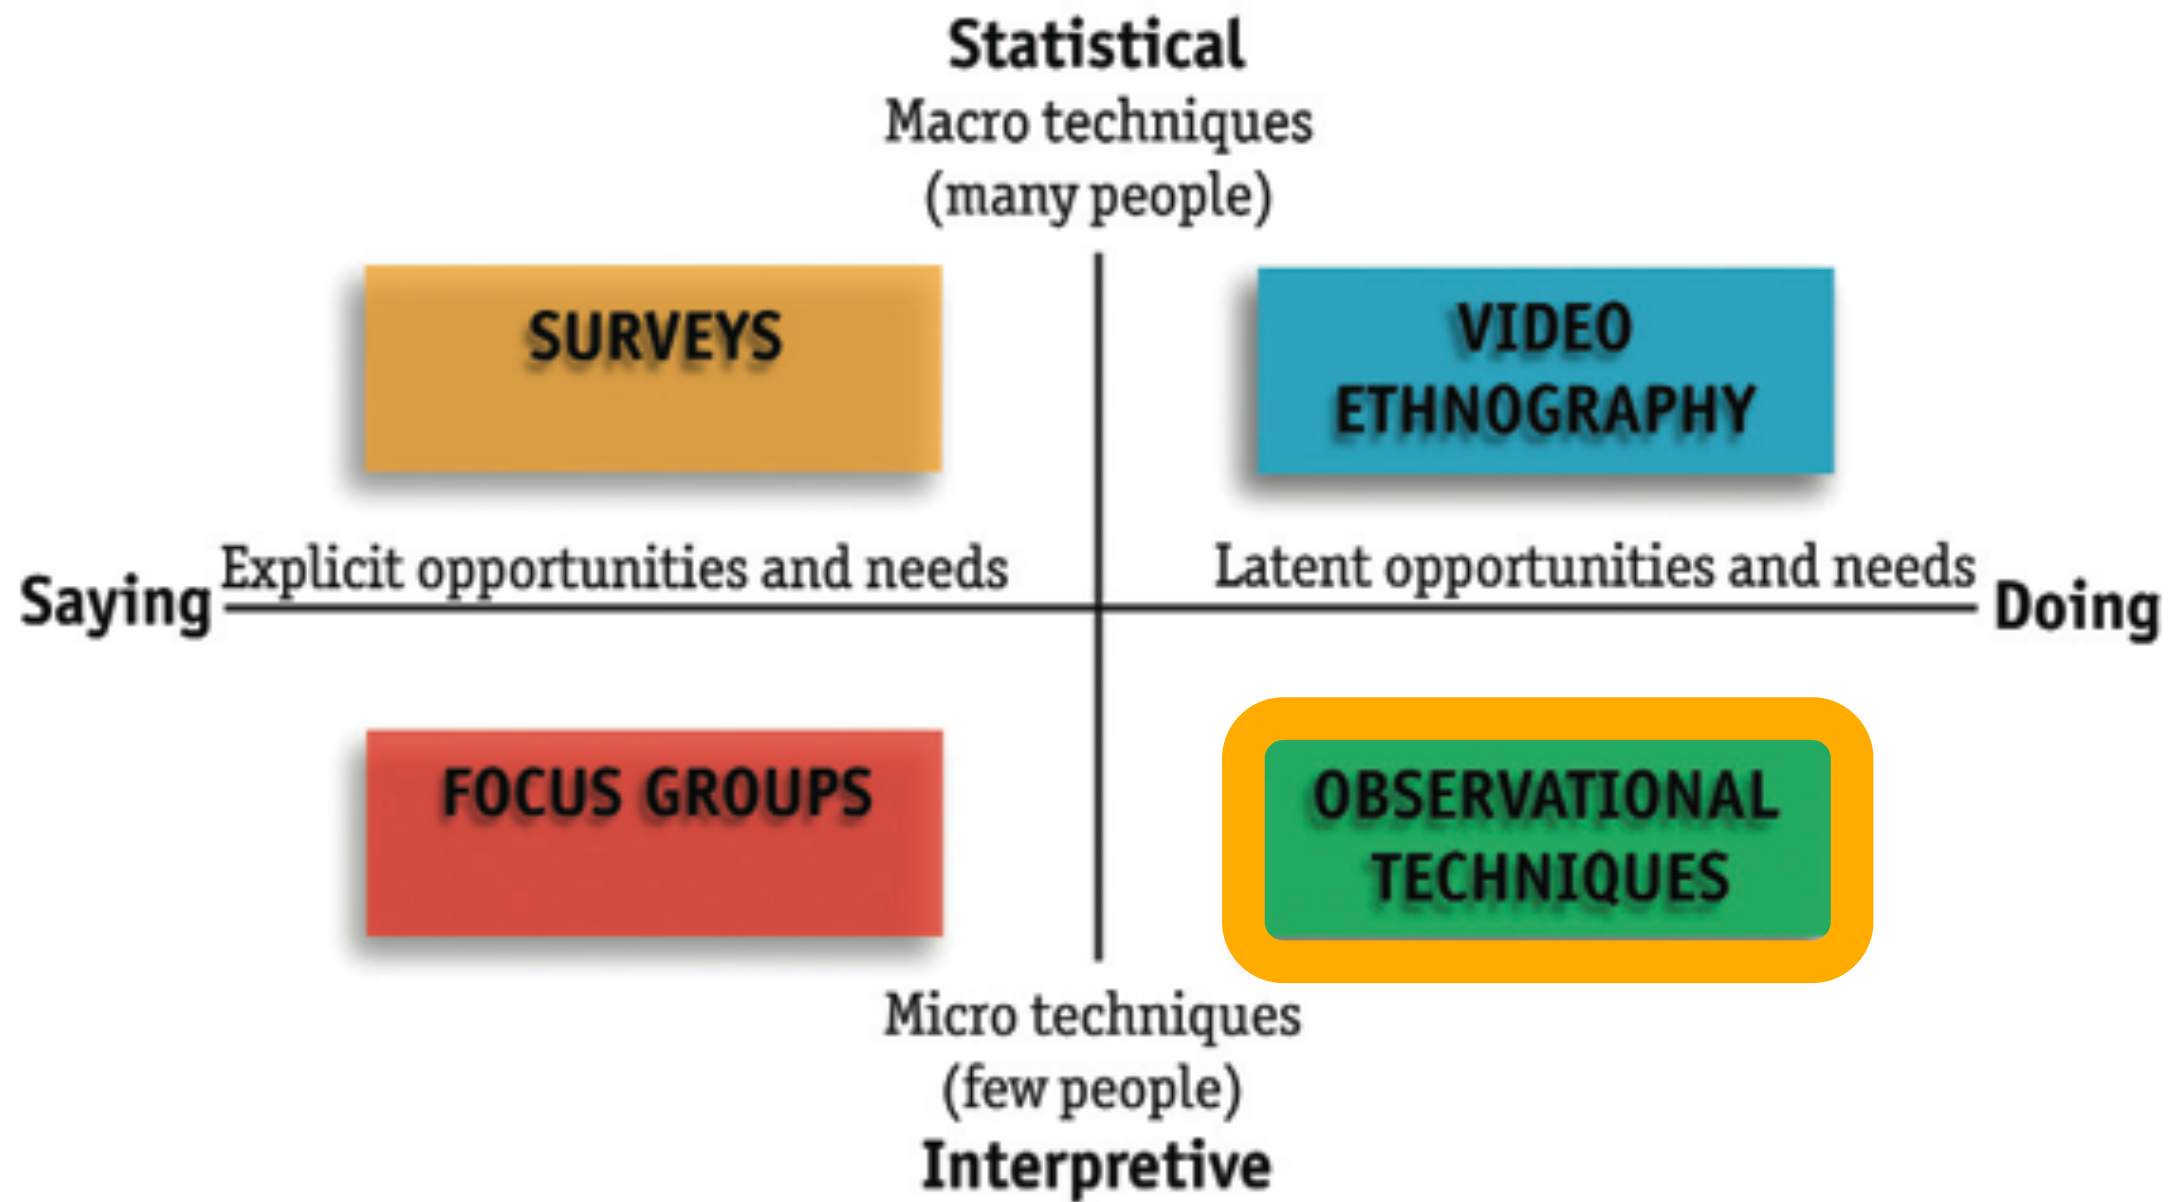 Statistical
Macro techniques
(many people)
SURVEYS
VIDEO
ETHNOGRAPHY
Explicit opportunities and needs
Latent opportunities and needs
Saying
Doing
FOCUS GROUPS
OBSERVATIONAL
TECHNIQUES
Micro techniques
(few people)
Interpretive